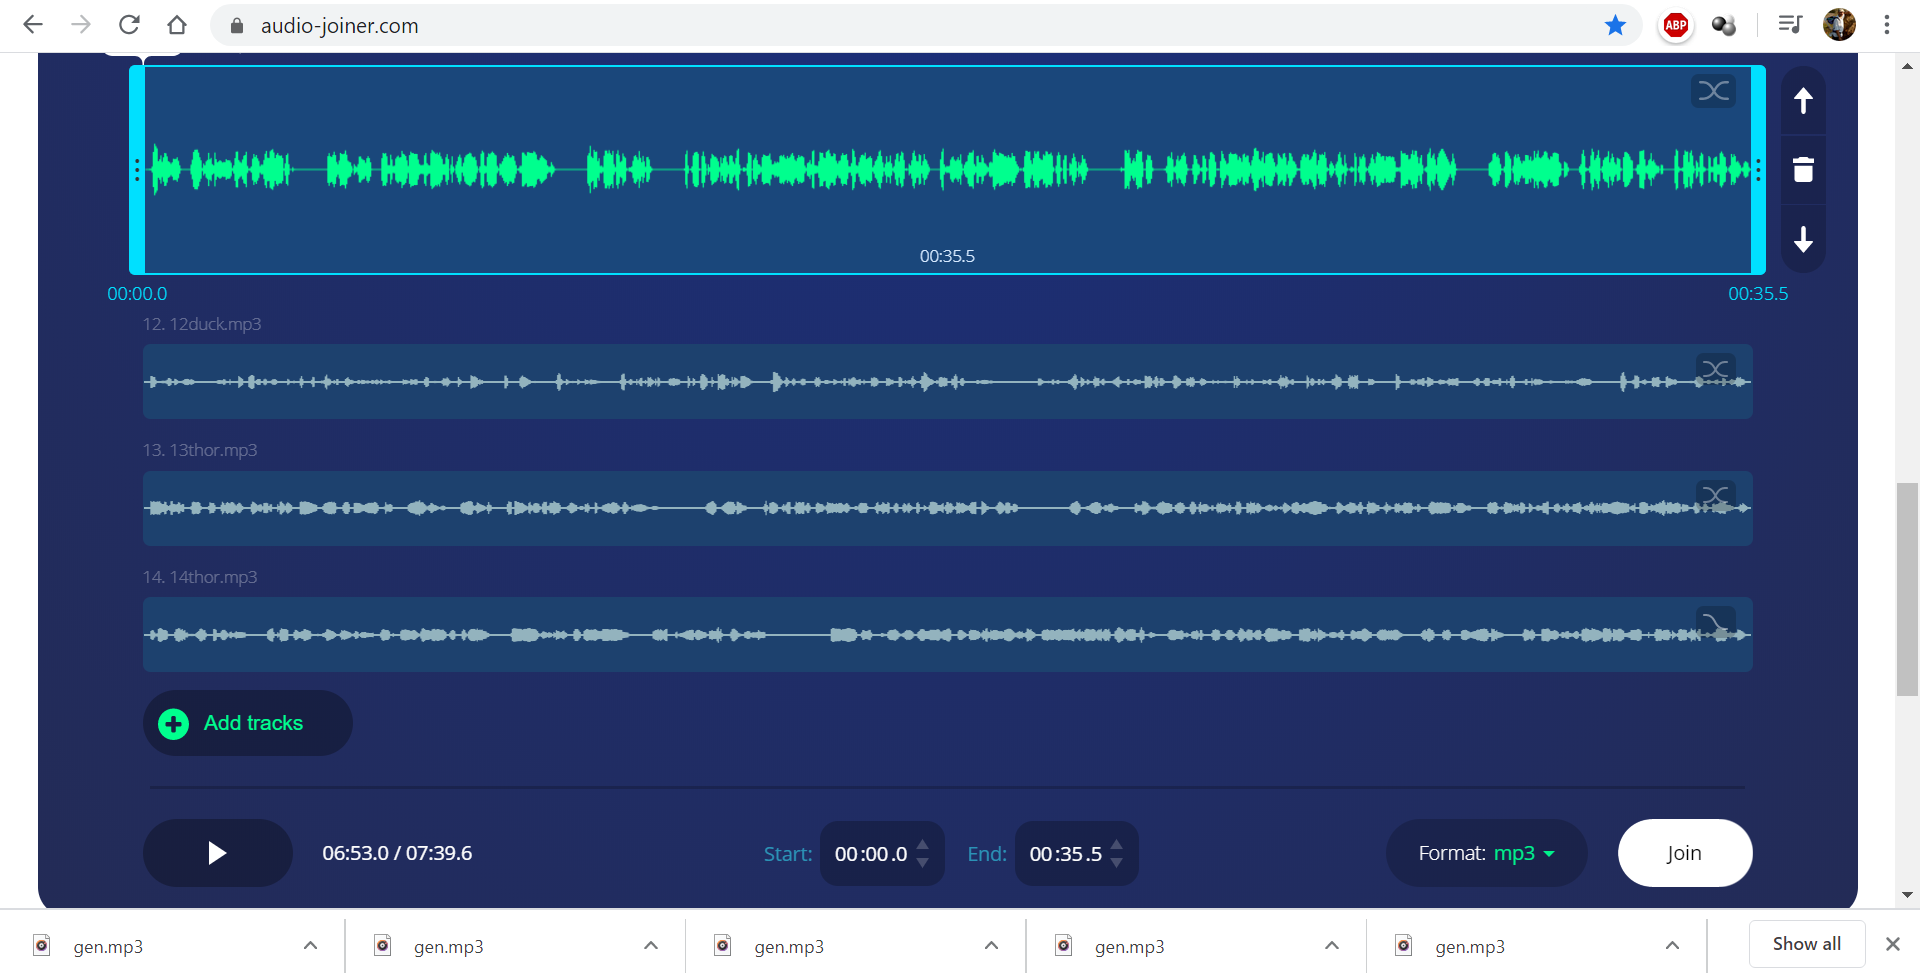 audio-joiner.com
ABP
00:35.5
00:00.0
00:35.5
12. 12duck.mp3
13. 13thor.mp3
14. 14thor.mp3
Add tracks
06:53.0 / 07:39.6
Start: 00:00.0
End: 00:35.5
Format: mp3
Join
gen.mp3
gen.mp3
gen.mp3
gen.mp3
gen.mp3
Show all